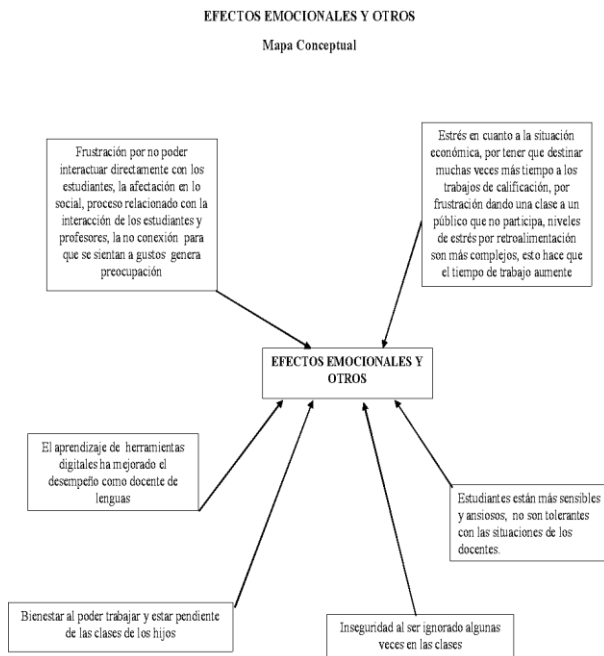 EFECTOS EMOCIONALES Y OTROS
Mapa Conceptual
Frustración por no poder
interactuar directamente con los
estudiantes, la afectación en lo
social, proceso relacionado con la
interacción de los estudiantes y
profesores, la no conexión para
que se sientan a gustos genera
preocupación
Estrés en cuanto a la situación
económica, por tener que destinar
muchas veces más tiempo a los
trabajos de calificación, por
frustración dando una clase a un
público que no participa, niveles
de estrés por retroalimentación
son más complejos, esto hace que
el tiempo de trabajo aumente
EFECTOS EMOCIONALES Y
OTROS
El aprendizaje de herramientas
digitales ha mejorado el
desempeño como docente de
lenguas
Estudiantes están más sensibles
y ansiosos, no son tolerantes
con las situaciones de los
docentes.
Bienestar al poder trabajar y estar pendiente
de las clases de los hijos
Inseguridad al ser ignorado algunas
veces en las clases